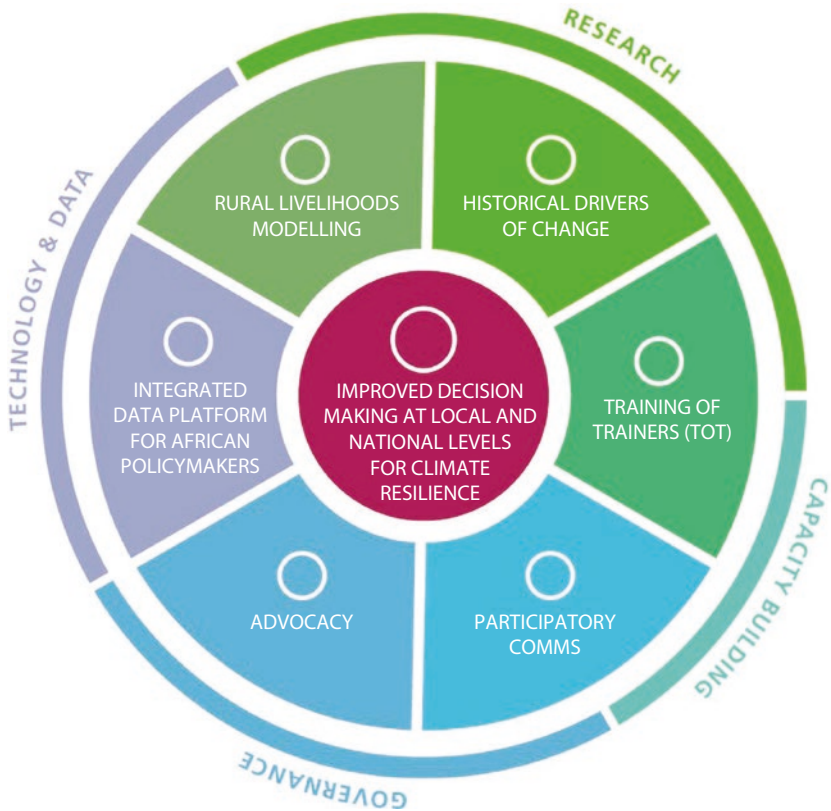 RESEARCH
TECHNOLOGY & DATA
RURAL LIVELIHOODS
MODELLING
HISTORICAL DRIVERS
OF CHANGE
INTEGRATED
DATA PLATFORM
FOR AFRICAN
POLICYMAKERS
IMPROVED DECISION
MAKING AT LOCAL AND
NATIONAL LEVELS
FOR CLIMATE
RESILIENCE
TRAINING OF
TRAINERS (TOT)
ADVOCACY
PARTICIPATORY
COMMS
CAPACITY BUILDING
GOVERNANCE